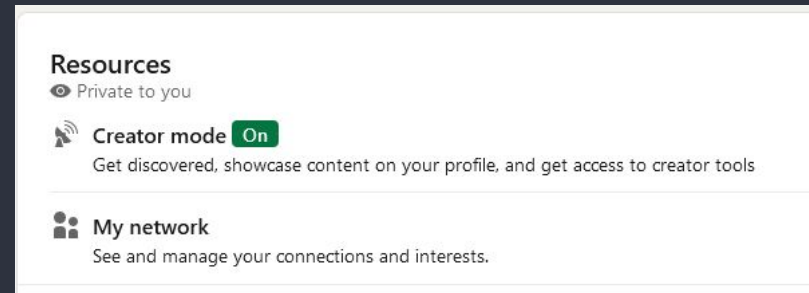 Resources
Private to you
Creator mode On
Get discovered, showcase content on your profile, and get access to creator tools
My network
See and manage your connections and interests.